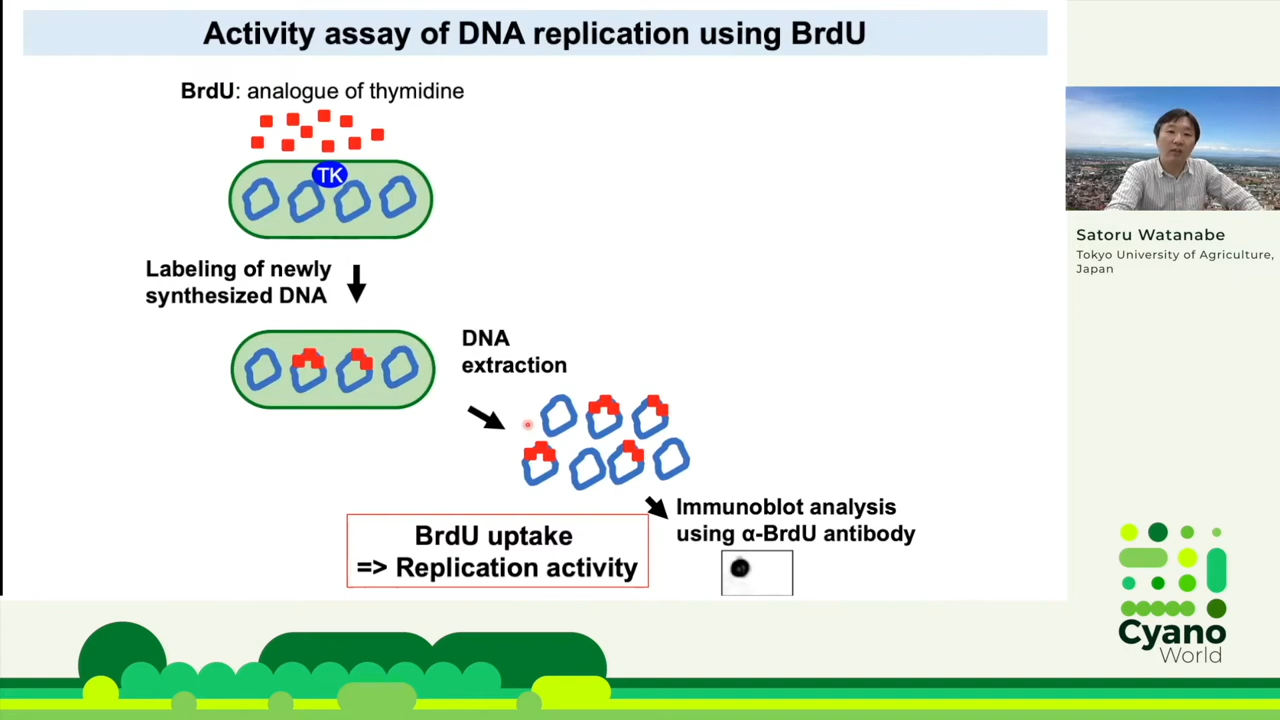 Activity assay of DNA replication using BrdU
BrdU: analogue of thymidine
TK
Labeling of newly
synthesized DNA
DNA
extraction
Immunoblot analysis
using α-BrdU antibody
BrdU uptake
=> Replication activity
Satoru Watanabe
Tokyo University of Agriculture,
Japan
Cyano
World